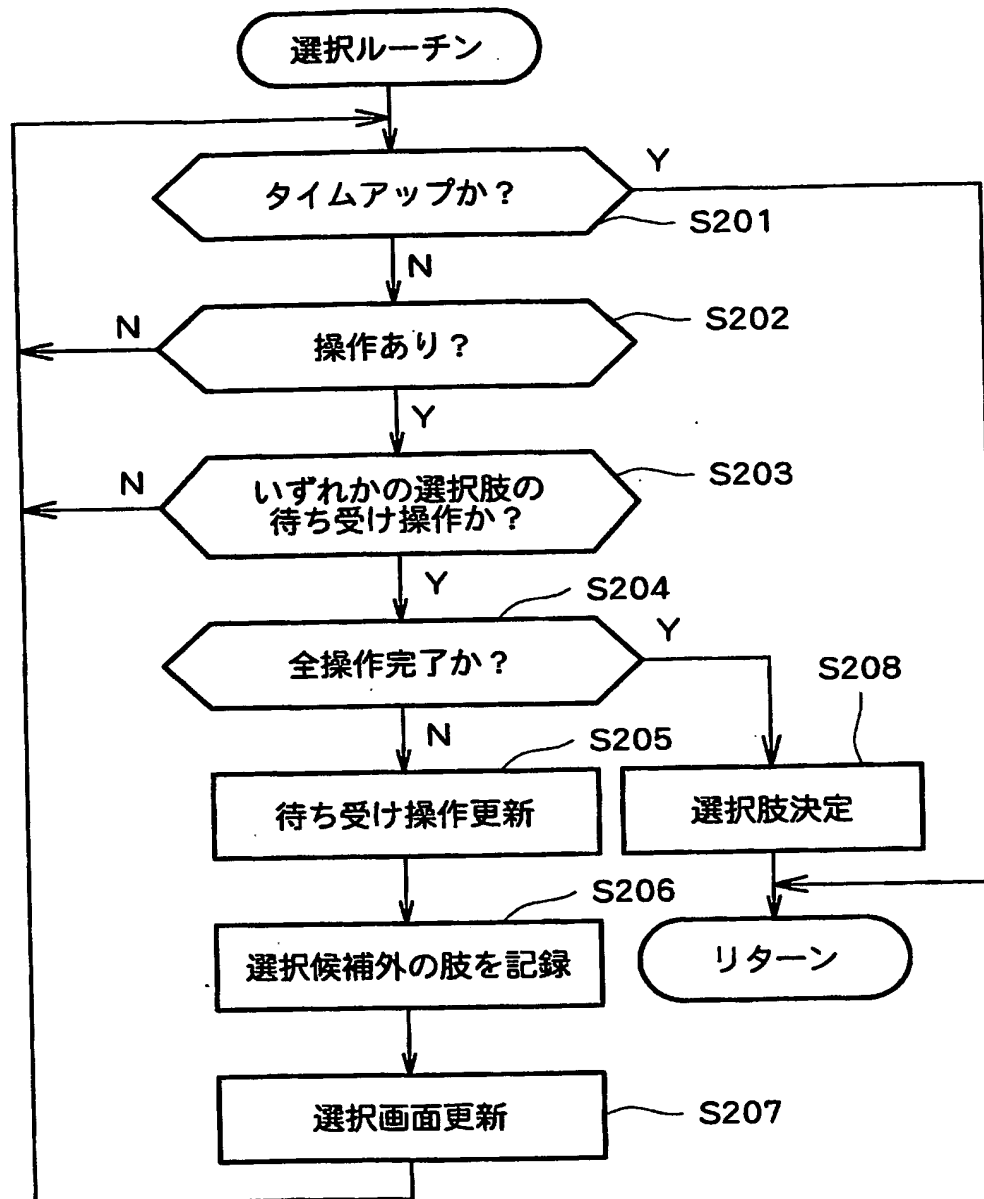 選択ルーチン
タイムアップか?
Y
S201
N
操作あり?
N
S202
Y
いずれかの選択肢の
待ち受け操作か?
N
S203
Y
S204
全操作完了か?
Y
N
S208
S205
待ち受け操作更新
選択肢決定
S206
選択候補外の肢を記録
リターン
選択画面更新
S207